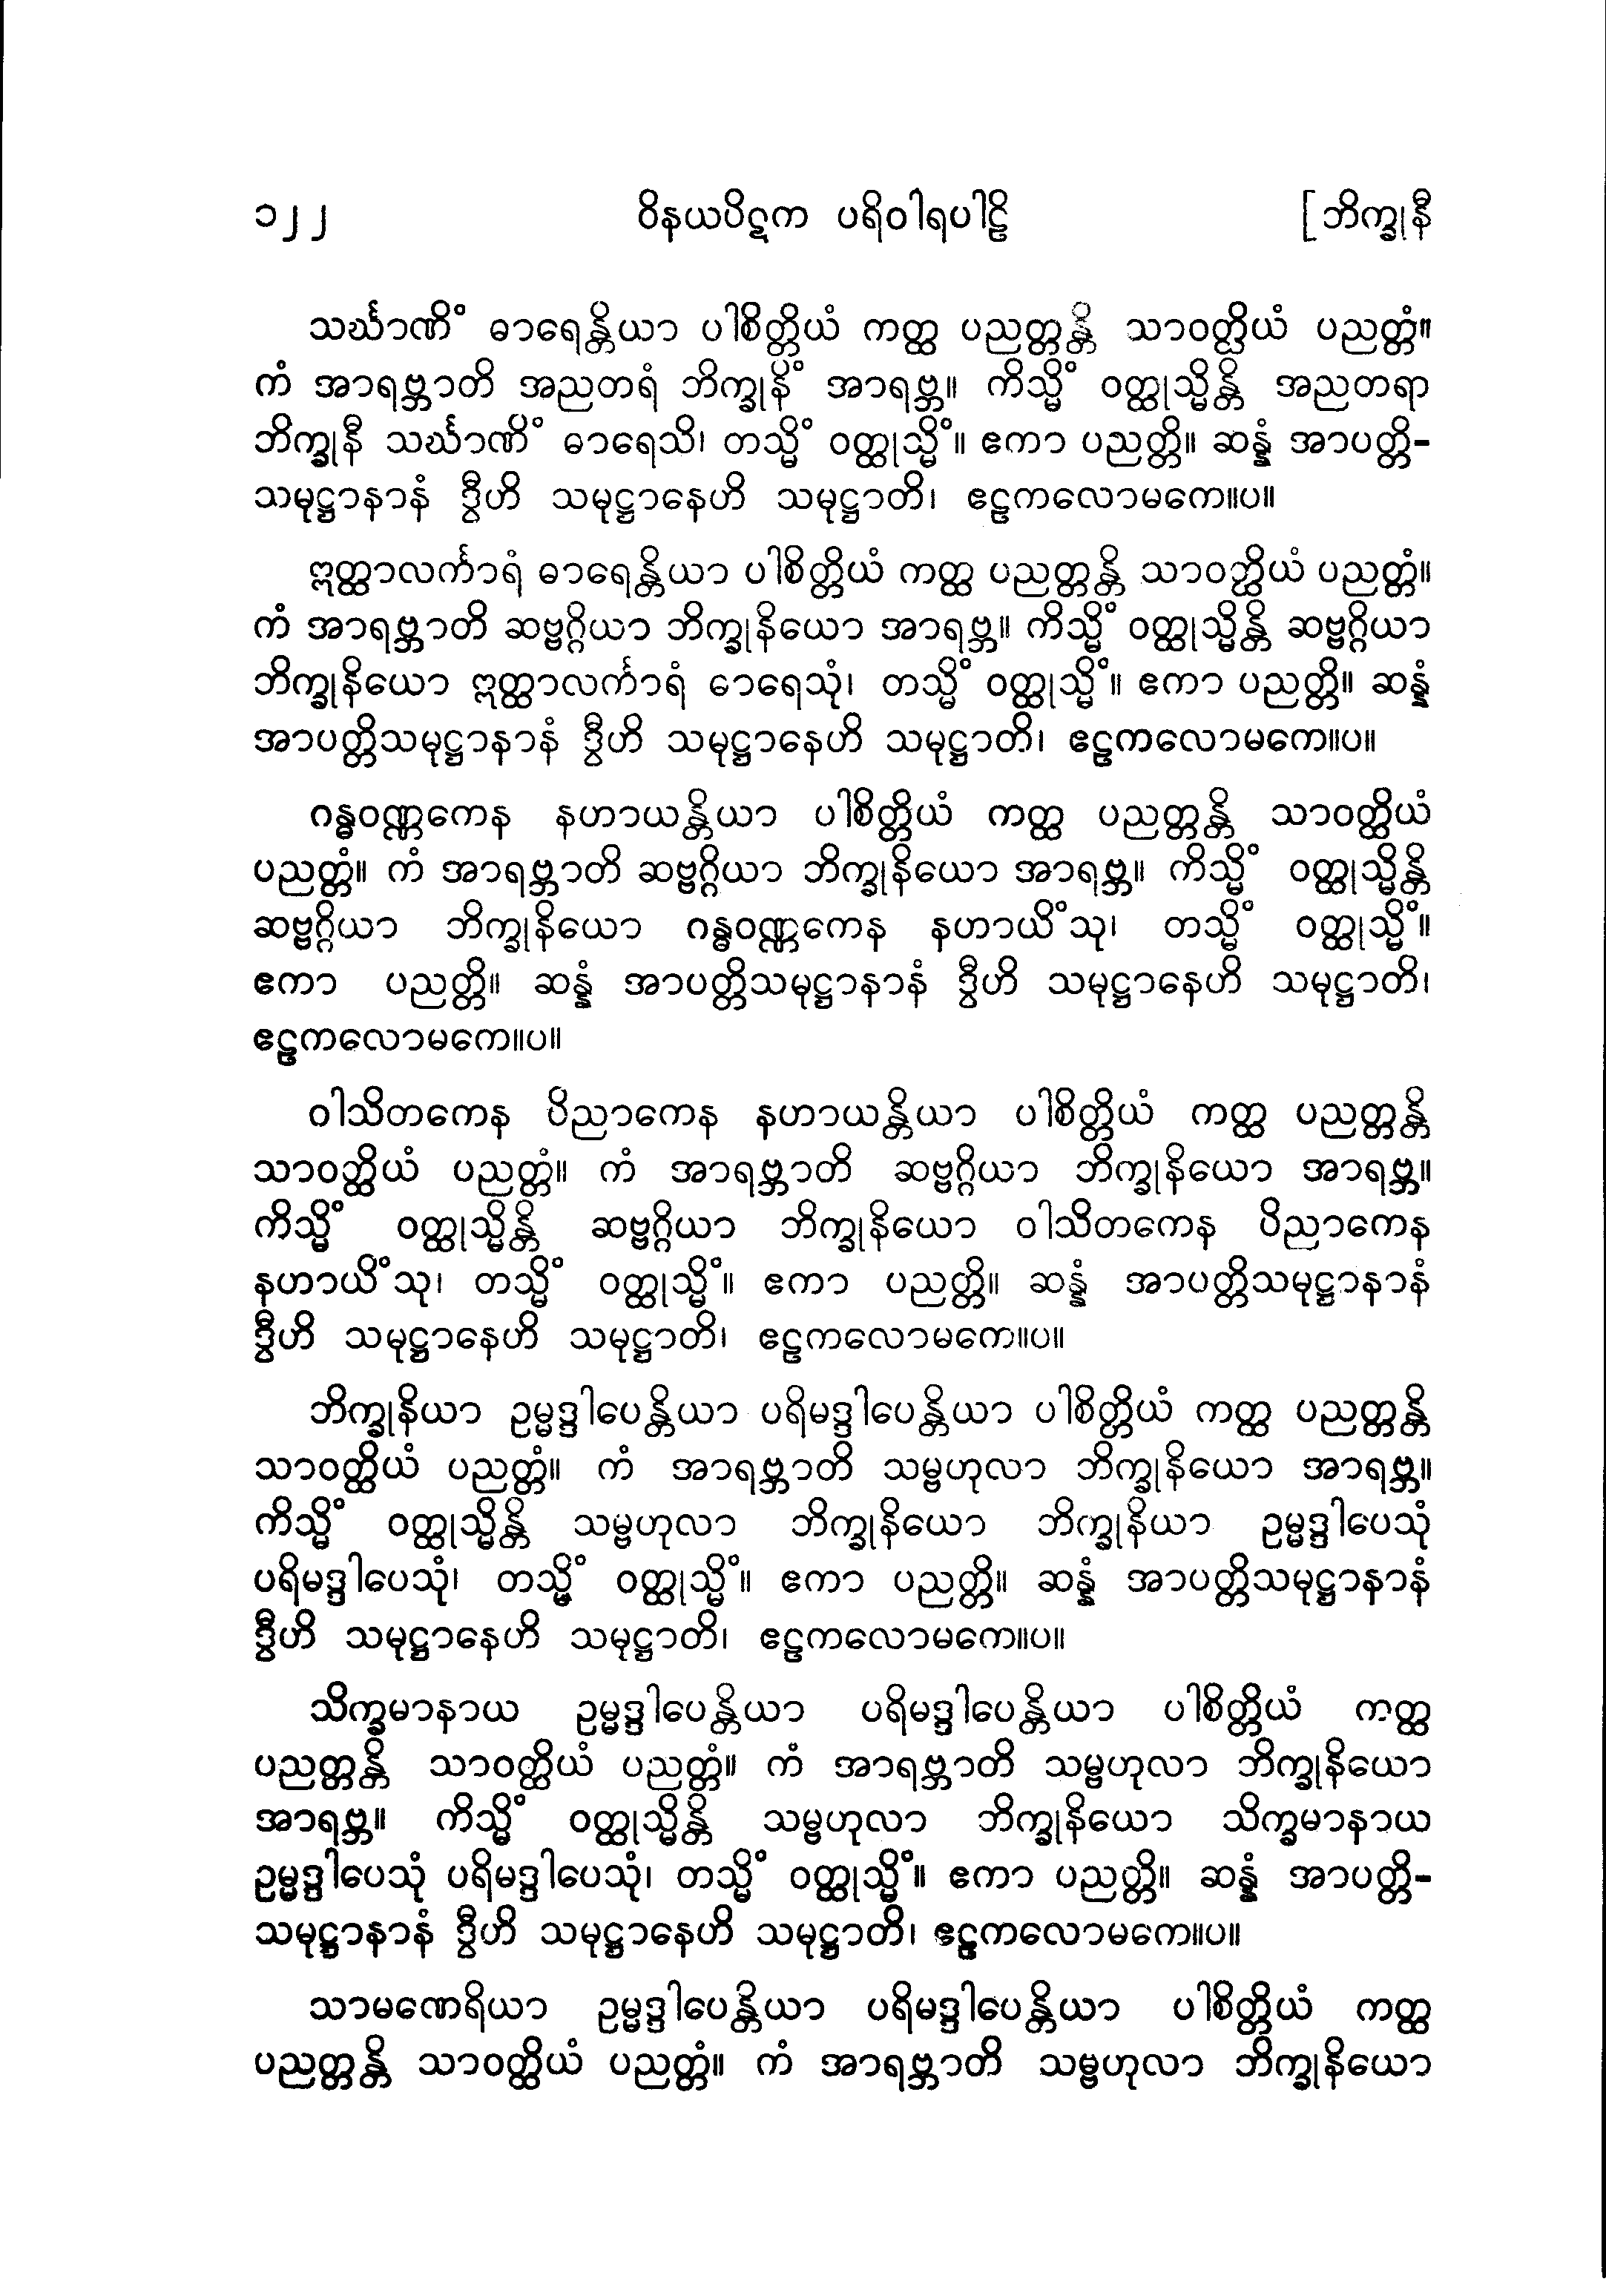 ၁၂၂ ဝိနယပိဋက ပရိဝါရပါဠိ [ ဘိက္ခုနီ
သင်္ဃာဏိံ ဓာရေန္တိယာ ပါစိတ္တိယံ ကတ္ထ ပညတ္တန္တိ သာဝတ္ထိယံ ပညတ္တံ။
ကံ အာရဗ္ဘာတိ အညတရံ ဘိက္ခုနိံ အာရဗ္ဘ။ ကိသ္မိံ ဝတ္ထုသ္မိန္တိ အညတရာ
ဘိက္ခုနီ သင်္ဃာဏိံ ဓာရေသိ၊ တသ္မိံ ဝတ္ထုသ္မိံ။ ဧကာ ပညတ္တိ။ ဆန္နံ အာပတ္တိ-
သမုဋ္ဌာနာနံ ဒွီဟိ သမုဋ္ဌာနေဟိ သမုဋ္ဌာတိ၊ ဧဠကလောမကေ။ပ။
ဣတ္ထာလင်္ကာရံ ဓာရေန္တိယာ ပါစိတ္တိယံ ကတ္ထ ပညတ္တန္တိ သာဝတ္ထိယံ ပညတ္တံ။
ကံ အာရဗ္ဘာတိ ဆဗ္ဗဂ္ဂိယာ ဘိက္ခုနိယော အာရဗ္ဘ။ ကိသ္မိံ ဝတ္ထုသ္မိန္တိ ဆဗ္ဗဂ္ဂိယာ
ဘိက္ခုနိယော ဣတ္ထာလင်္ကာရံ ဓာရေသုံ၊ တသ္မိံ ဝတ္ထုသ္မိံ။ ဧကာ ပညတ္တိ။ ဆန္နံ
အာပတ္တိသမုဋ္ဌာနာနံ ဒွီဟိ သမုဋ္ဌာနေဟိ သမုဋ္ဌာတိ၊ ဧဠကလောမကေ။ပ။
ဂန္ဓဝဏ္ဏကေန နဟာယန္တိယာ ပါစိတ္တိယံ ကတ္ထ ပညတ္တန္တိ သာဝတ္ထိယံ
ပညတ္တံ။ ကံ အာရဗ္ဘာတိ ဆဗ္ဗဂ္ဂိယာ ဘိက္ခုနိယော အာရဗ္ဘ။ ကိသ္မိံ ဝတ္ထုသ္မိန္တိ
ဆဗ္ဗဂ္ဂိယာ ဘိက္ခုနိယော ဂန္ဓဝဏ္ဏကေန နဟာယိံသု၊ တသ္မိံ ဝတ္ထုသ္မိံ။
ဧကာ ပညတ္တိ။ ဆန္နံ အာပတ္တိသမုဋ္ဌာနာနံ ဒွီဟိ သမုဋ္ဌာနေဟိ သမုဋ္ဌာတိ၊
ဧဠကလောမကေ။ပ။
ဝါသိတကေန ပိညာကေန နဟာယန္တိယာ ပါစိတ္တိယံ ကတ္ထ ပညတ္တန္တိ
သာဝတ္ထိယံ ပညတ္တံ။ ကံ အာရဗ္ဘာတိ ဆဗ္ဗဂ္ဂိယာ ဘိက္ခုနိယော အာရဗ္ဘ။
ကိသ္မိံ ဝတ္ထုသ္မိန္တိ ဆဗ္ဗဂ္ဂိယာ ဘိက္ခုနိယော ဝါသိတကေန ပိညာကေန
နဟာယိံသု၊ တသ္မိံ ဝတ္ထုသ္မိံ။ ဧကာ ပညတ္တိ။ ဆန္နံ အာပတ္တိသမုဋ္ဌာနာနံ
ဒွီဟိ သမုဋ္ဌာနေဟိ သမုဋ္ဌာတိ၊ ဧဠကလောမကေ။ပ။
ဘိက္ခုနိယာ ဥမ္မဒ္ဒါပေန္တိယာ ပရိမဒ္ဒါပေန္တိယာ ပါစိတ္တိယံ ကတ္ထ ပညတ္တန္တိ
သာဝတ္ထိယံ ပညတ္တံ။ ကံ အာရဗ္ဘာတိ သမ္ဗဟုလာ ဘိက္ခုနိယော အာရဗ္ဘ။
ကိသ္မိံ ဝတ္ထုသ္မိန္တိ သမ္ဗဟုလာ ဘိက္ခုနိယော ဘိက္ခုနိယာ ဥမ္မဒ္ဒါပေသုံ
ပရိမဒ္ဒါပေသုံ၊ တသ္မိံ ဝတ္ထုသ္မိံ။ ဧကာ ပညတ္တိ။ ဆန္နံ အာပတ္တိသမုဋ္ဌာနာနံ
ဒွီဟိ သမုဋ္ဌာနေဟိ သမုဋ္ဌာတိ၊ ဧဠကလောမကေ။ပ။
သိက္ခမာနာယ ဥမ္မဒ္ဒါပေန္တိယာ ပရိမဒ္ဒါပေန္တိယာ ပါစိတ္တိယံ ကတ္ထ
ပညတ္တန္တိ သာဝတ္ထိယံ ပညတ္တံ။ ကံ အာရဗ္ဘာတိ သမ္ဗဟုလာ ဘိက္ခုနိယော
အာရဗ္ဘ။ ကိသ္မိံ ဝတ္ထုသ္မိန္တိ သမ္ဗဟုလာ ဘိက္ခုနိယော သိက္ခမာနာယ
ဥမ္မဒ္ဒါပေသုံ ပရိမဒ္ဒါပေသုံ၊ တသ္မိံ ဝတ္ထုသ္မိံ။ ဧကာ ပညတ္တိ။ ဆန္နံ အာပတ္တိ-
သမုဋ္ဌာနာနံ ဒွီဟိ သမုဋ္ဌာနေဟိ သမုဋ္ဌာတိ၊ ဧဠကလောမကေ။ပ။
သာမဏေရိယာ ဥမ္မဒ္ဒါပေန္တိယာ ပရိမဒ္ဒါပေန္တိယာ ပါစိတ္တိယံ ကတ္ထ
ပညတ္တန္တိ သာဝတ္ထိယံ ပညတ္တံ။ ကံ အာရဗ္ဘာတိ သမ္ဗဟုလာ ဘိက္ခုနိယော